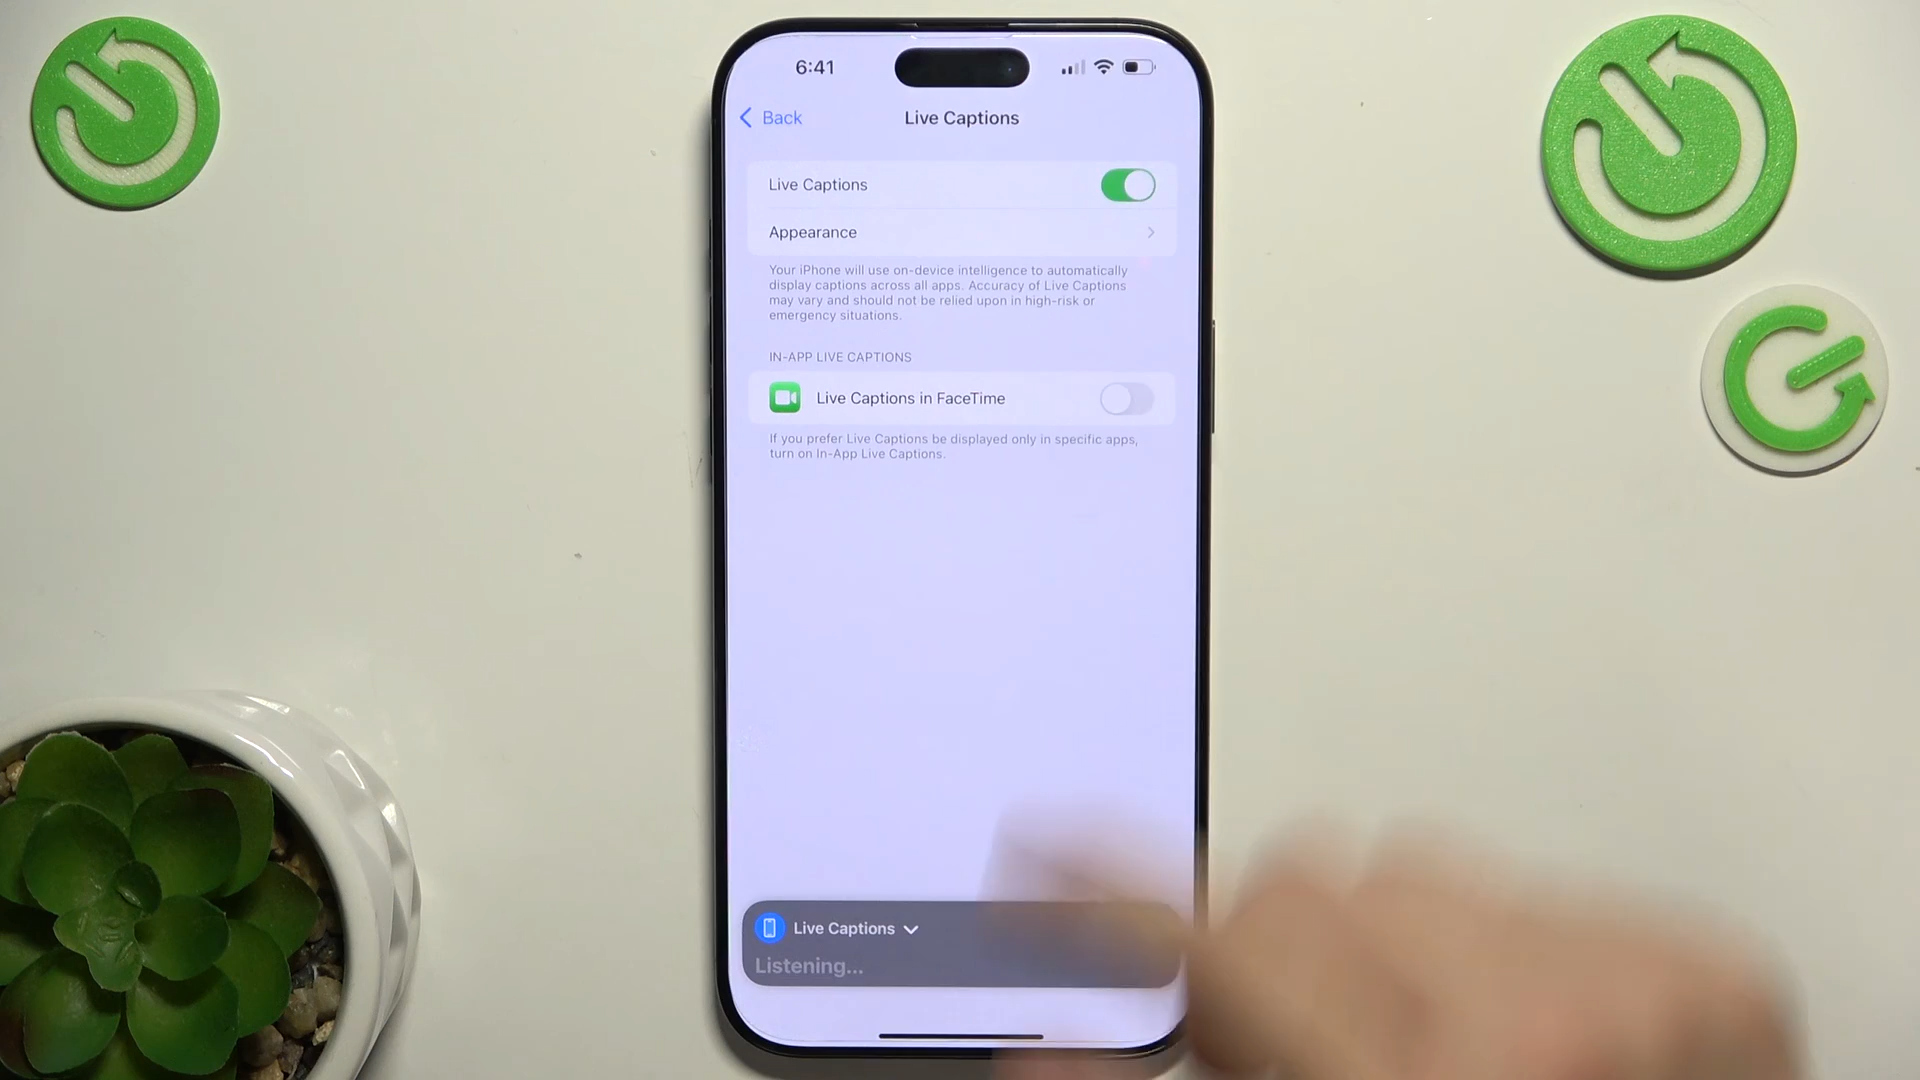 6:41
Back
Live Captions
Live Captions
Appearance
Your iPhone will use on-device intelligence to automatically
display captions across all apps. Accuracy of Live Captions
may vary and should not be relied upon in high-risk or
emergency situations.
IN-APP LIVE CAPTIONS
Live Captions in FaceTime
If you prefer Live Captions be displayed only in specific apps,
turn on In-App Live Captions.
Live Captions
Listening...